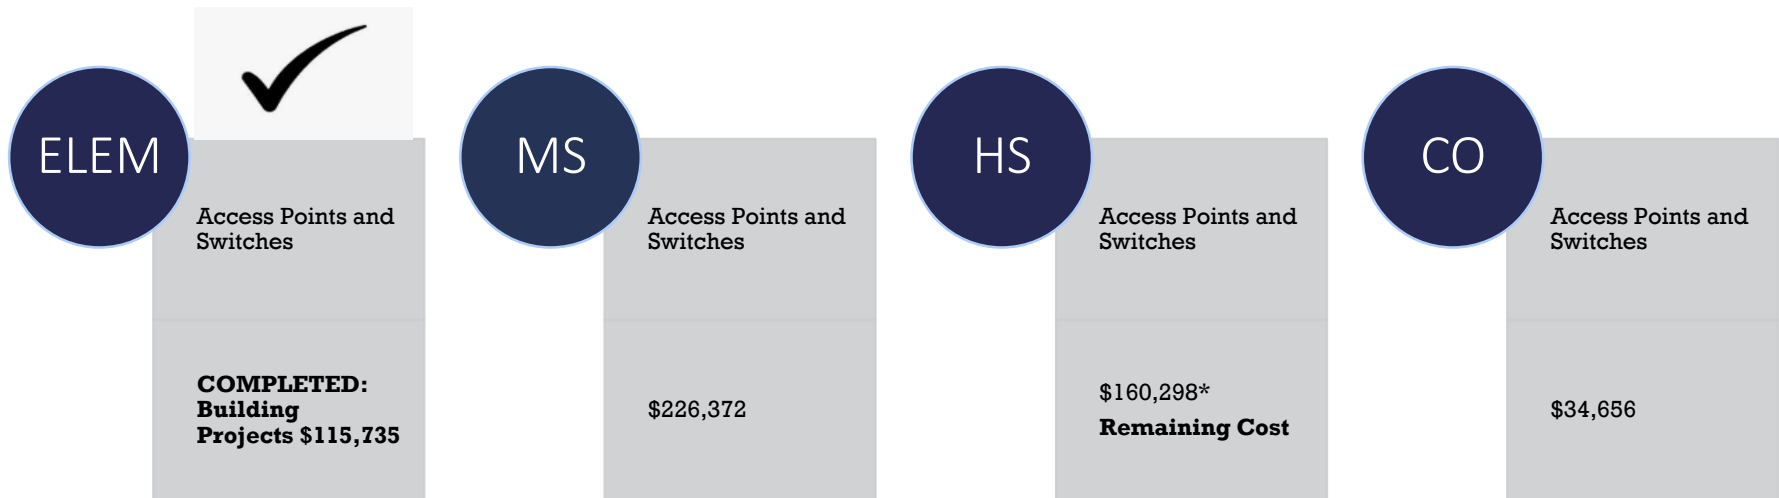 ELEM
Access Points and
Switches
COMPLETED:
Building
Projects $115,735
MS
Access Points and
Switches
$226,372
HS
Access Points and
Switches
$160,298*
Remaining Cost
CO
Access Points and
Switches
$34,656